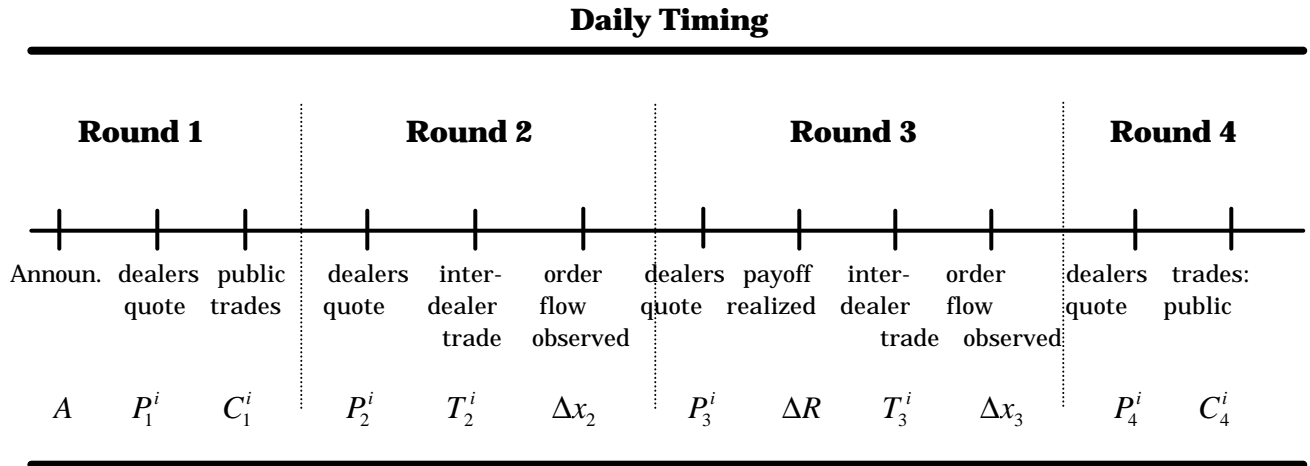 Daily Timing
Round 1 Round 2 Round 3 Round 4
Announ. dealers public dealers inter- order dealers payoff inter- order dealers trades:
quote trades quote dealer flow quote realized dealer flow quote public
trade observed trade observed
A P_1^i C_1^i P_2^i T_2^i Δx_2 P_3^i ΔR T_3^i Δx_3 P_4^i C_4^i